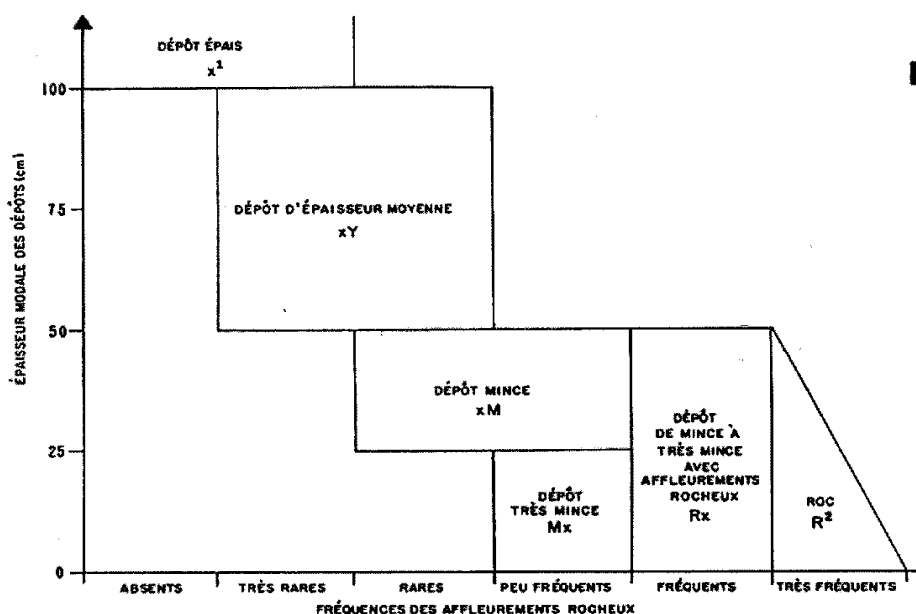 DÉPÔT ÉPAIS
x¹
100
75
50
25
0
ÉPAISSEUR MODALE DES DÉPÔTS (cm)
DÉPÔT D'ÉPAISSEUR MOYENNE
xY
DÉPÔT MINCE
xM
DÉPÔT
TRÈS MINCE
Mx
DÉPÔT
DE MINCE À
TRÈS MINCE
AVEC
AFFLEUREMENTS
ROCHEUX
Rx
ROC
R²
ABSENTS
TRÈS RARES
RARES
PEU FRÉQUENTS
FRÉQUENTS
TRÈS FRÉQUENTS
FRÉQUENCES DES AFFLEUREMENTS ROCHEUX